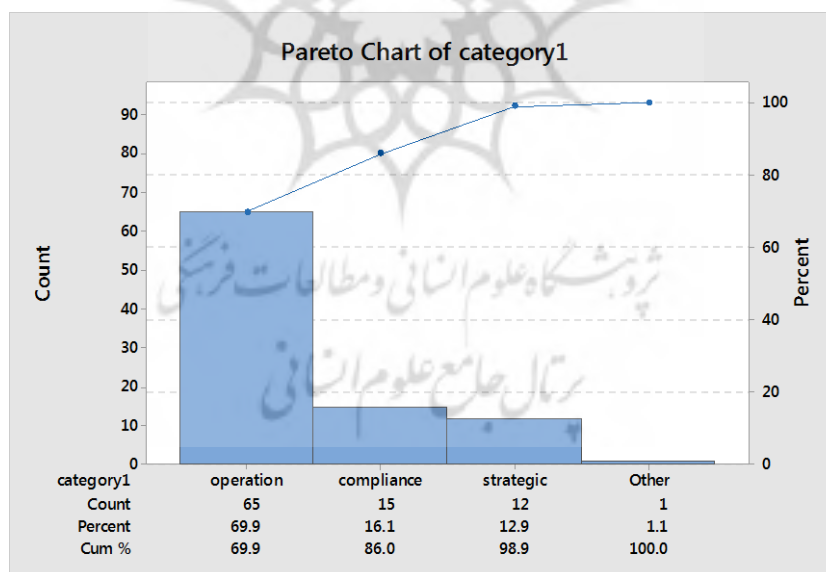 Pareto Chart of category1
Count
90
80
70
60
50
40
30
20
10
0
100
80
60
40
20
0
Percent
پژوهشگاه علوم انسانی و مطالعات فرهنگی
پرتال جامع علوم انسانی
category1 operation compliance strategic Other
Count 65 15 12 1
Percent 69.9 16.1 12.9 1.1
Cum % 69.9 86.0 98.9 100.0